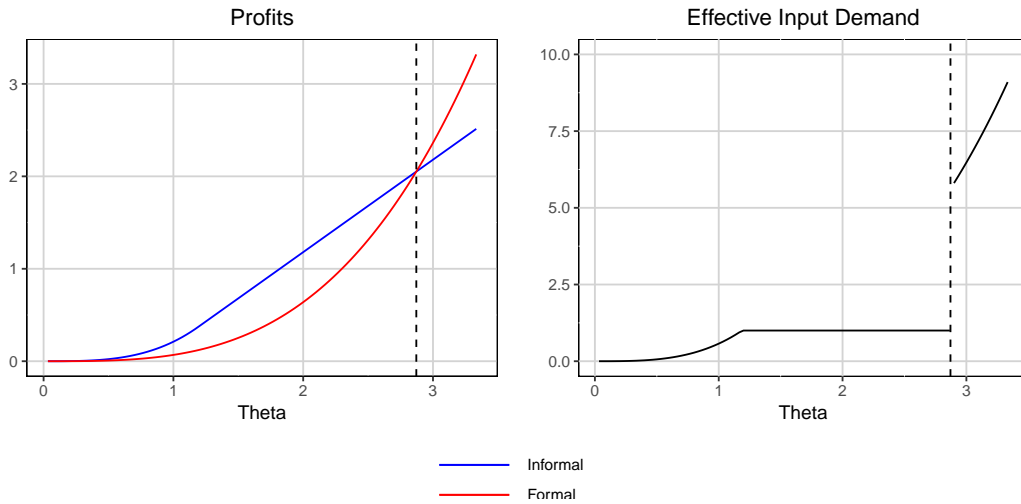 Profits
3
2
1
0
0 1 2 3
Theta
Effective Input Demand
10.0
7.5
5.0
2.5
0.0
0 1 2 3
Theta
Informal
Formal